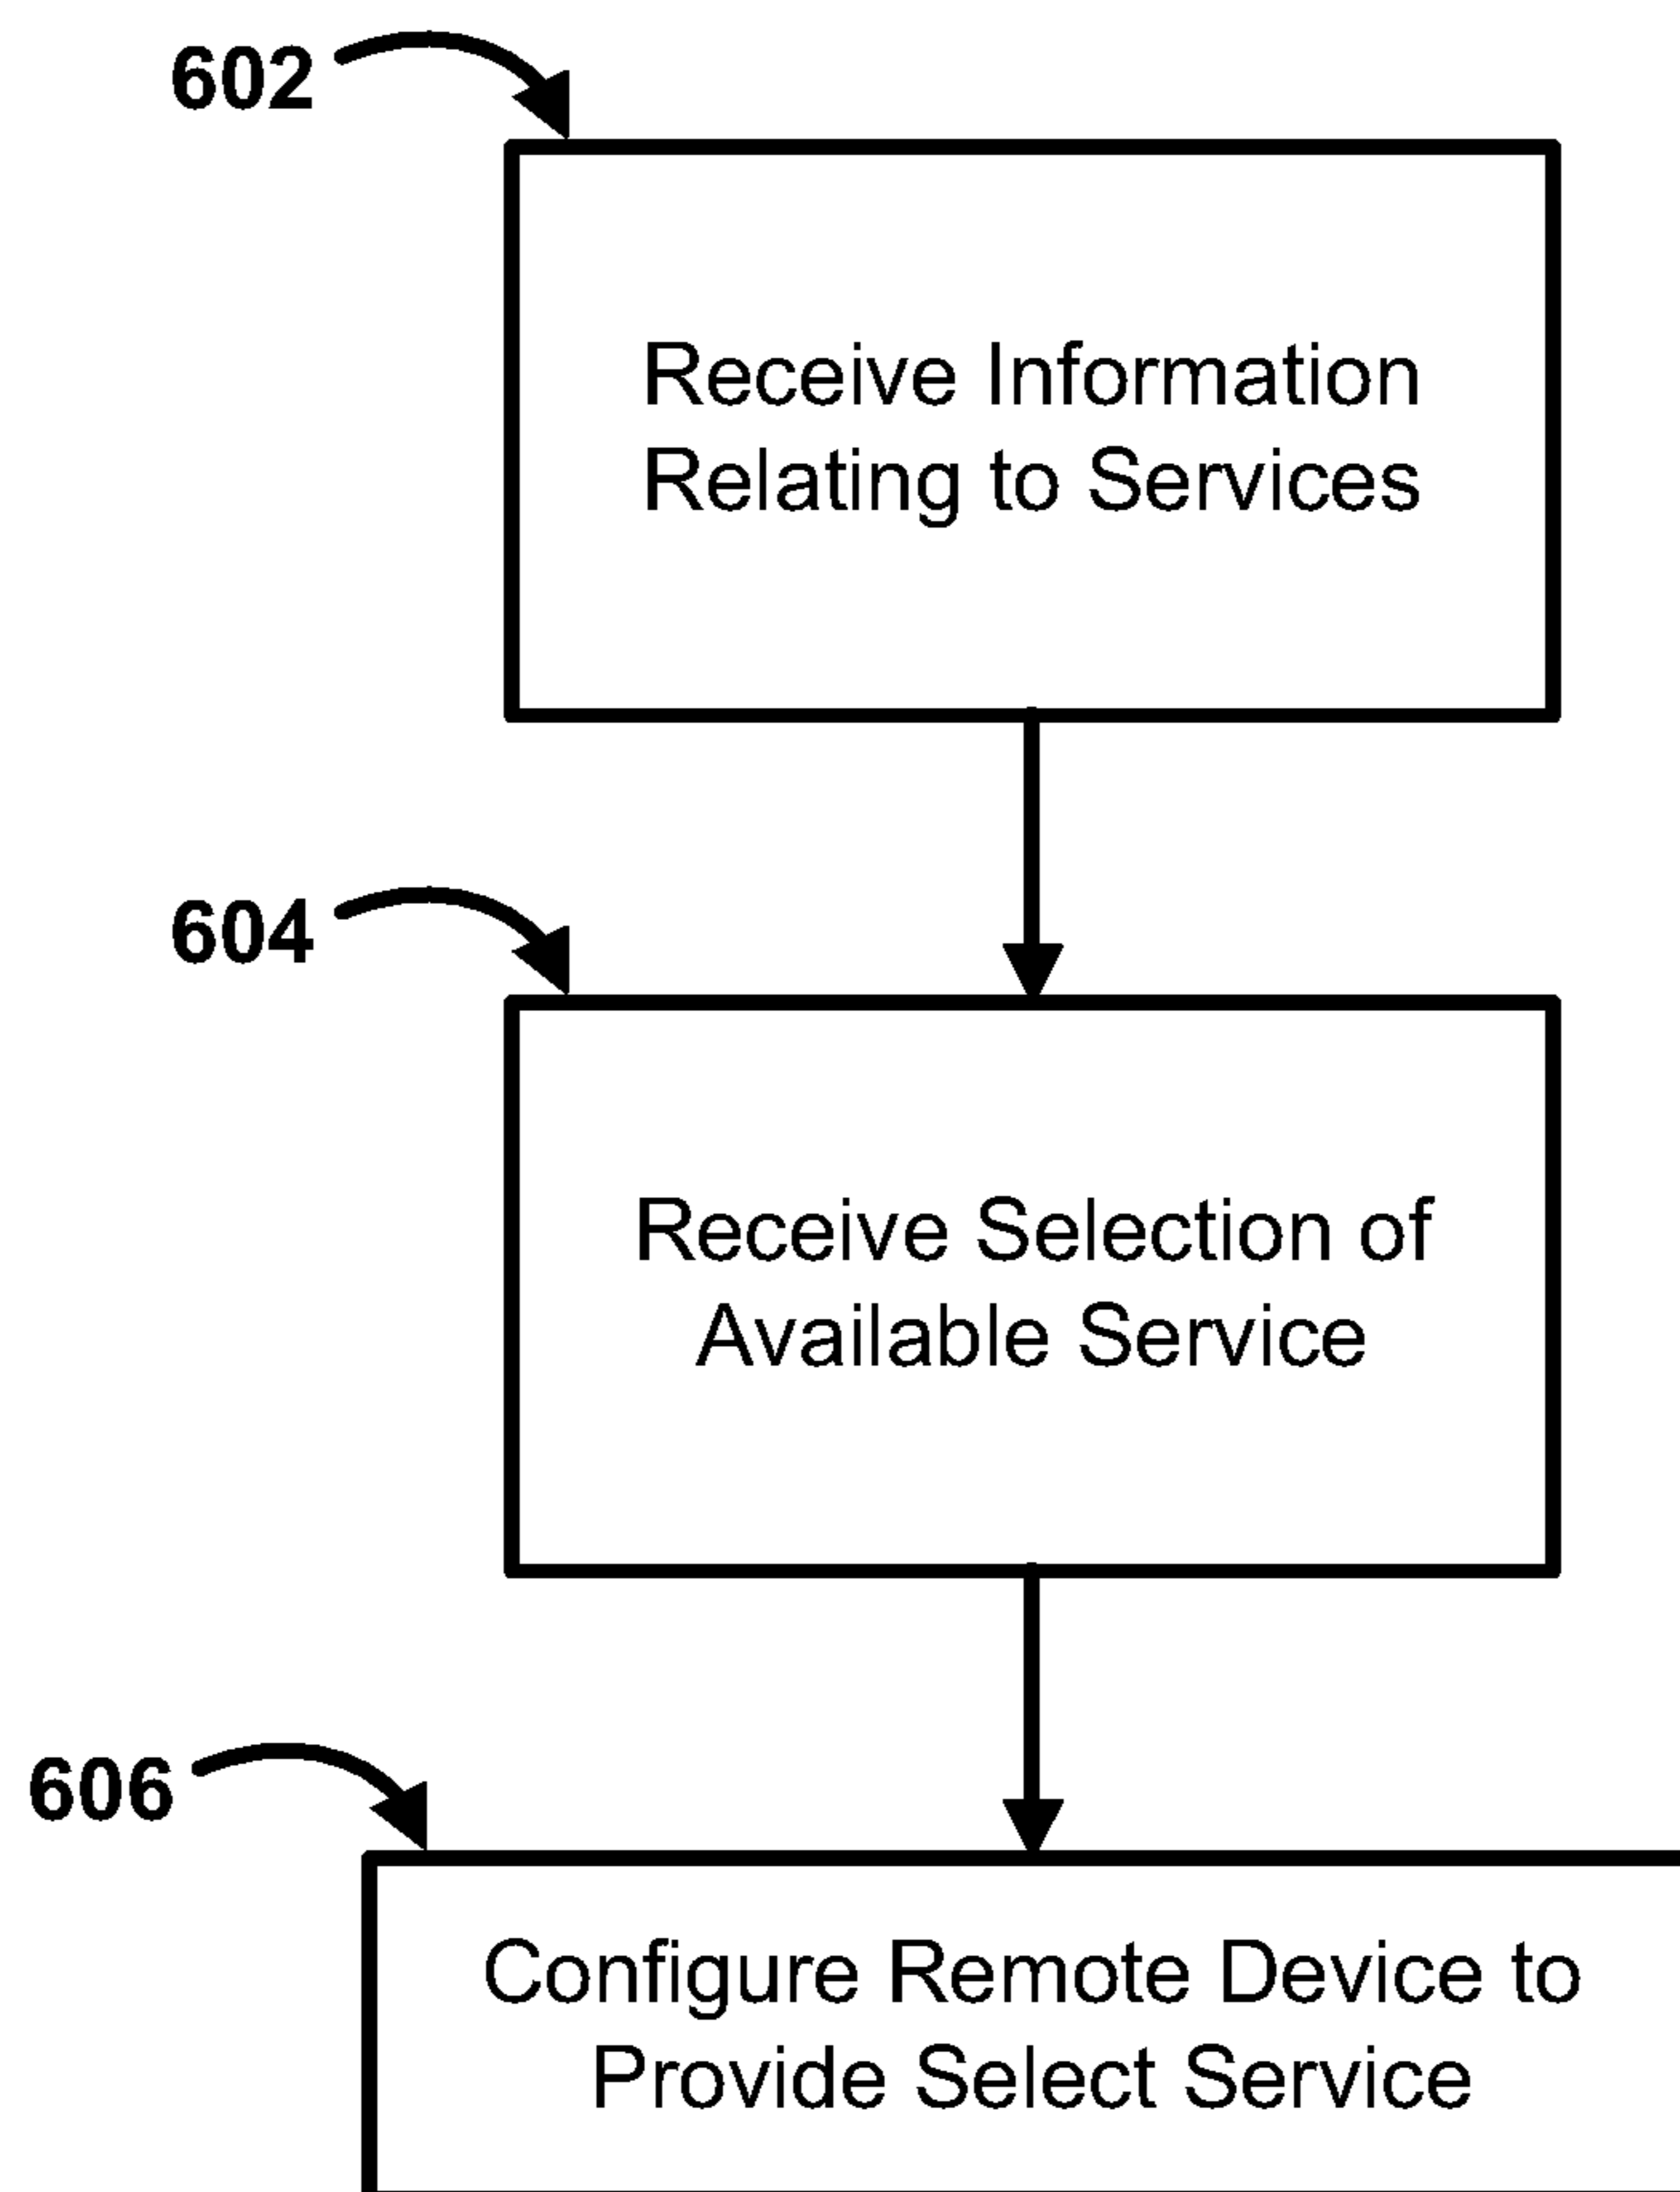 602
Receive Information
Relating to Services
604
Receive Selection of
Available Service
606
Configure Remote Device to
Provide Select Service